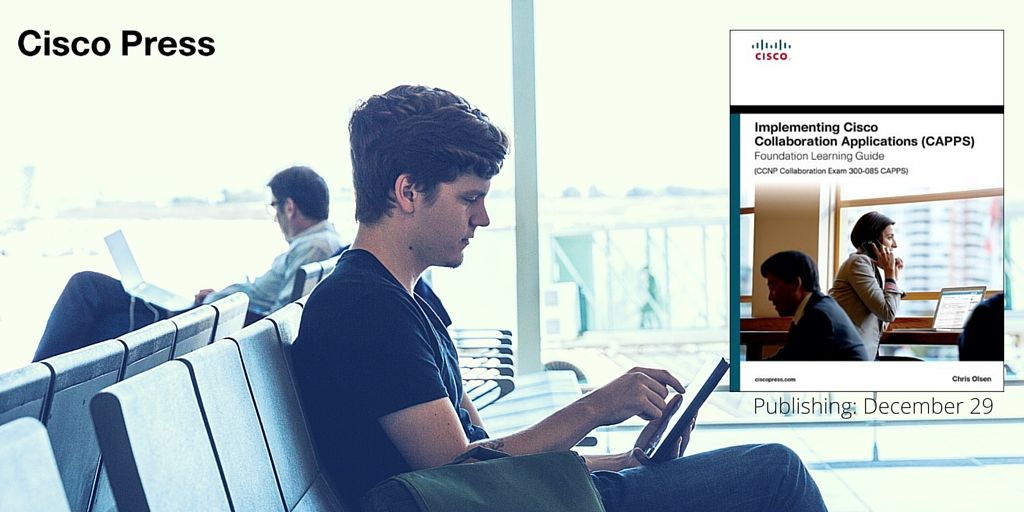 Cisco Press
CISCO
Implementing Cisco
Collaboration Applications (CAPPS)
Foundation Learning Guide
(CCNP Collaboration Exam 300-085 CAPPS)
ciscopress.com
Chris Olsen
Publishing: December 29